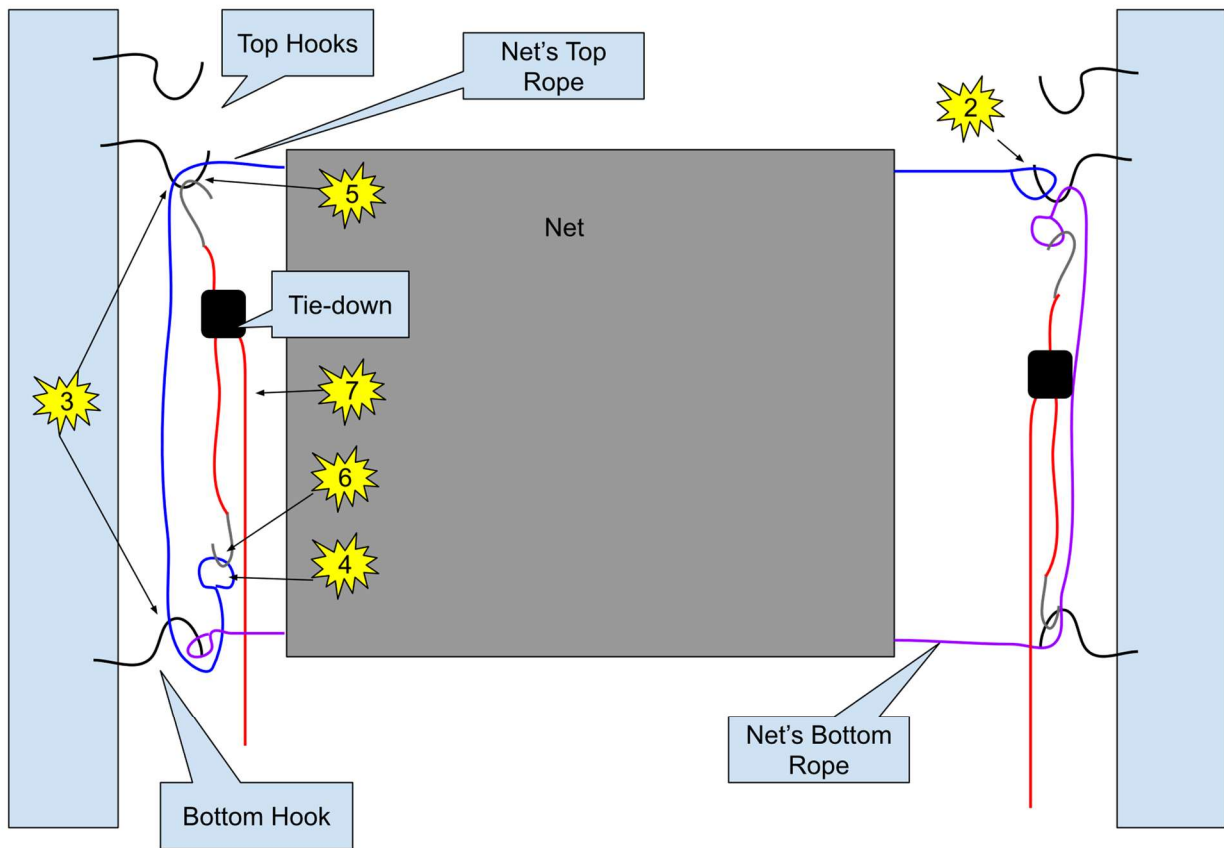 Top Hooks
Net's Top
Rope
2
5
Net
Tie-down
3
7
6
4
Net's Bottom
Rope
Bottom Hook